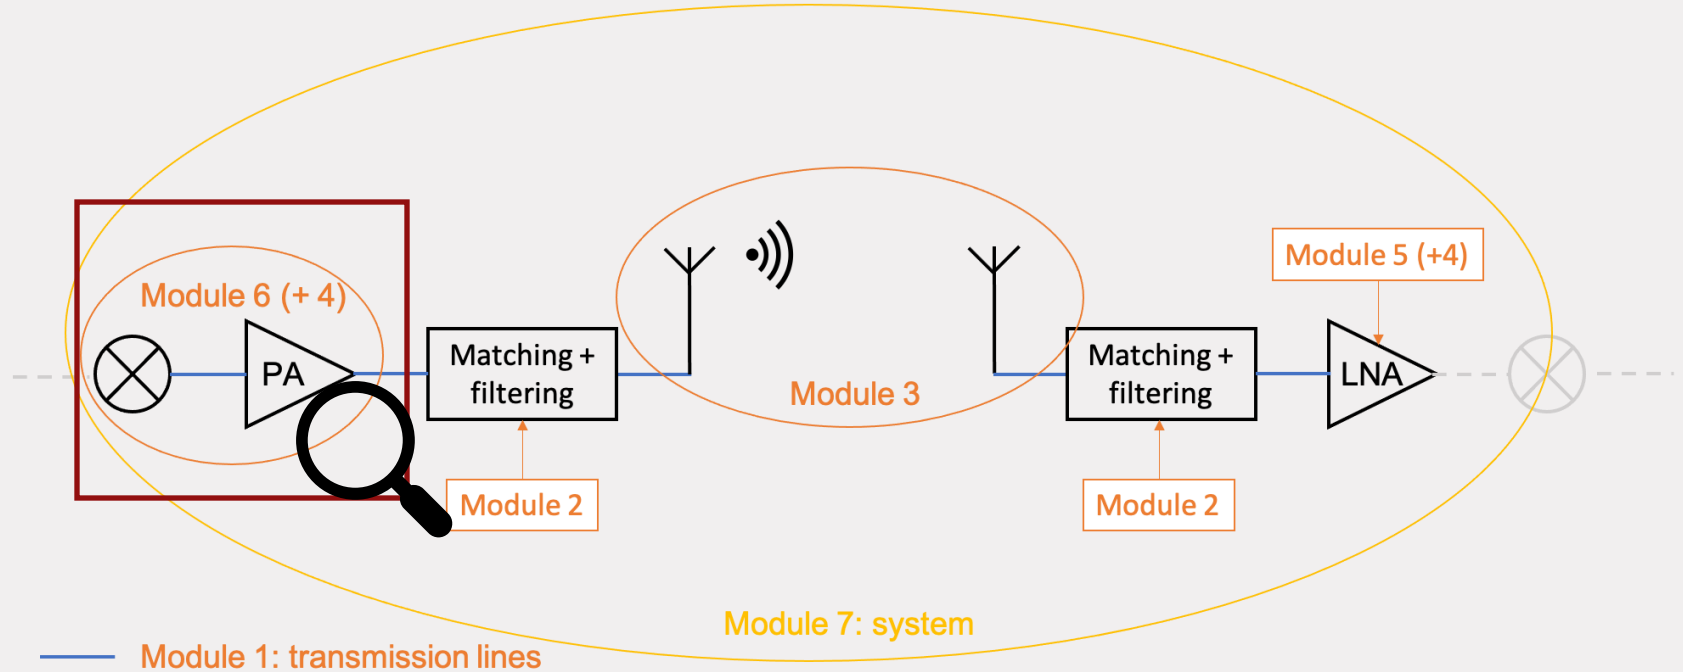 Module 5 (+4)
Module 6 (+ 4)
PA
Matching +
filtering
Module 3
Matching +
filtering
LNA
Module 2
Module 2
Module 7: system
Module 1: transmission lines